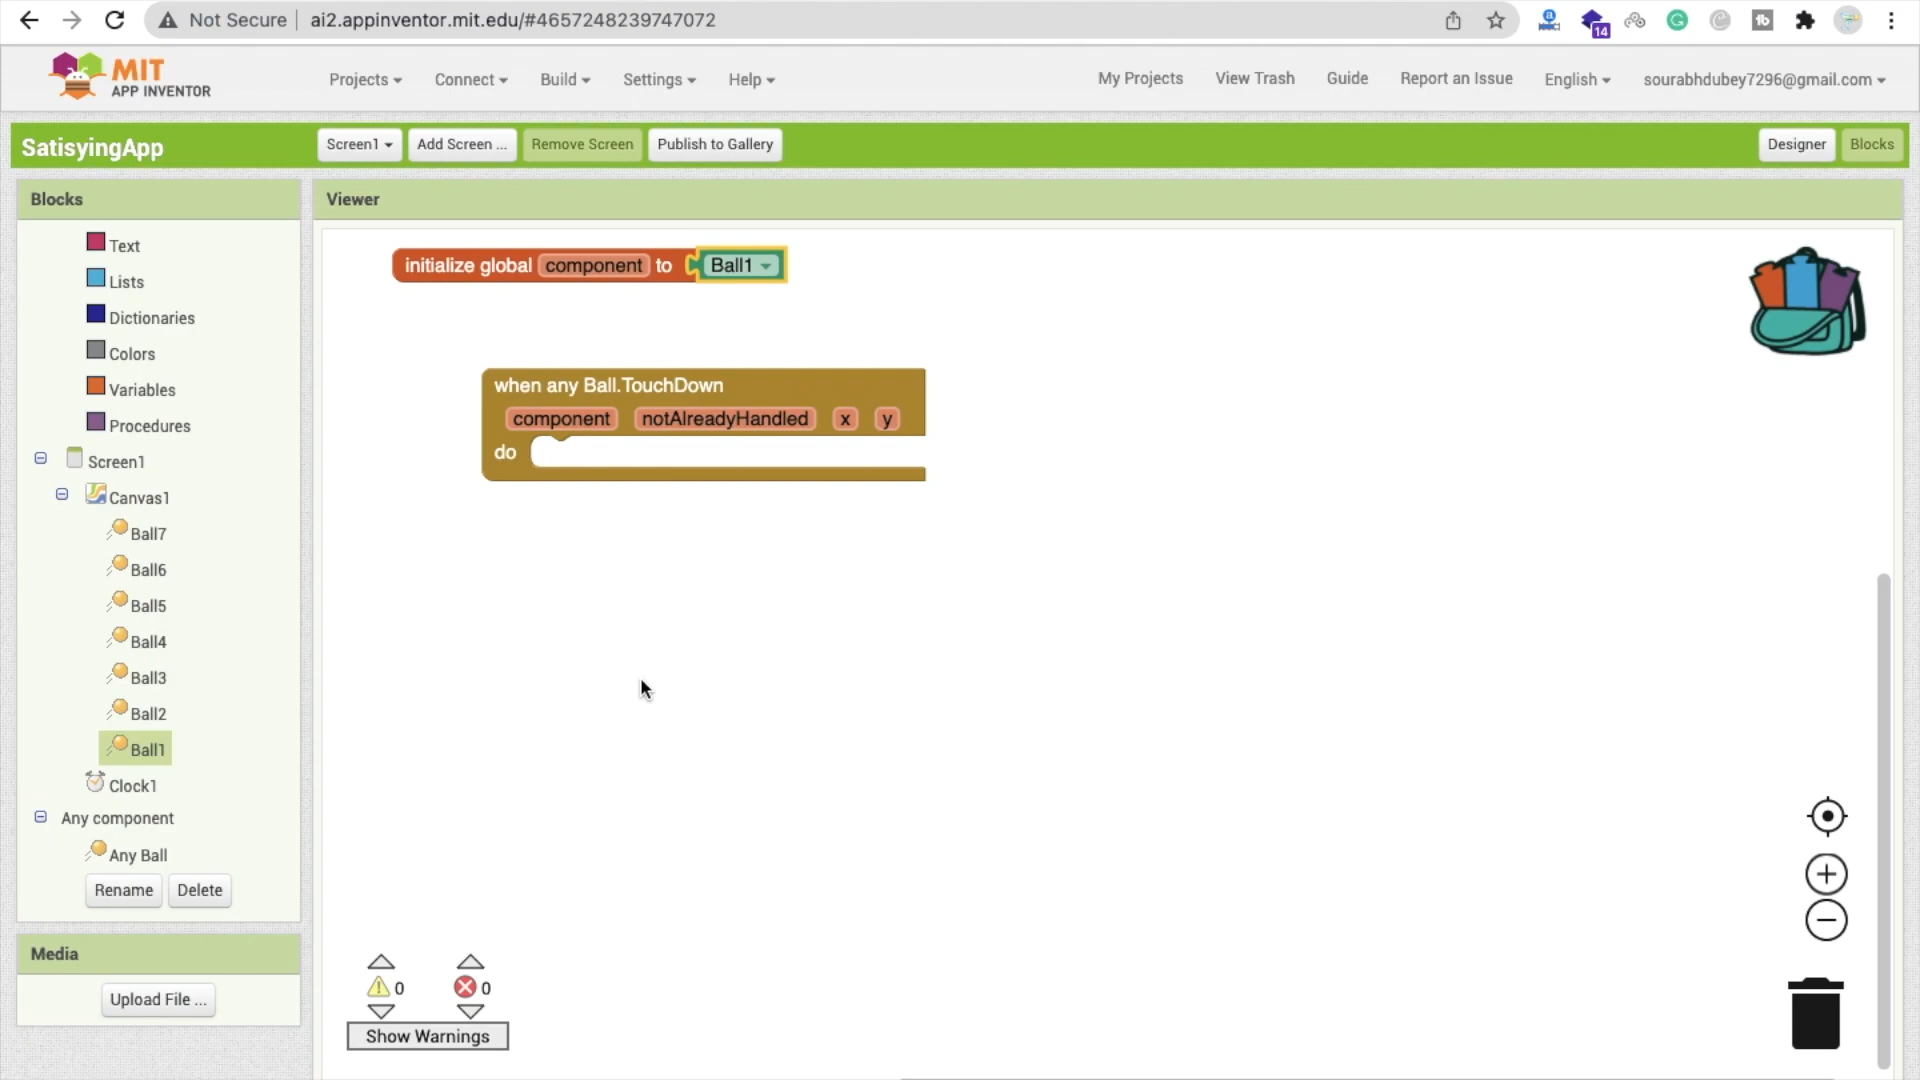 Not Secure
ai2.appinventor.mit.edu/#4657248239747072
14
MIT
APP INVENTOR
Projects
Connect
Build
Settings
Help
My Projects
View Trash
Guide
Report an Issue
English
sourabhdubey7296@gmail.com
SatisyingApp
Screen1
Add Screen ...
Remove Screen
Publish to Gallery
Designer
Blocks
Blocks
Text
Lists
Dictionaries
Colors
Variables
Procedures
Screen1
Canvas1
Ball7
Ball6
Ball5
Ball4
Ball3
Ball2
Ball1
Clock1
Any component
Any Ball
Rename
Delete
Media
Upload File ...
Viewer
initialize global component to Ball1
when any Ball.TouchDown
component notAlreadyHandled x y
do
0
0
Show Warnings